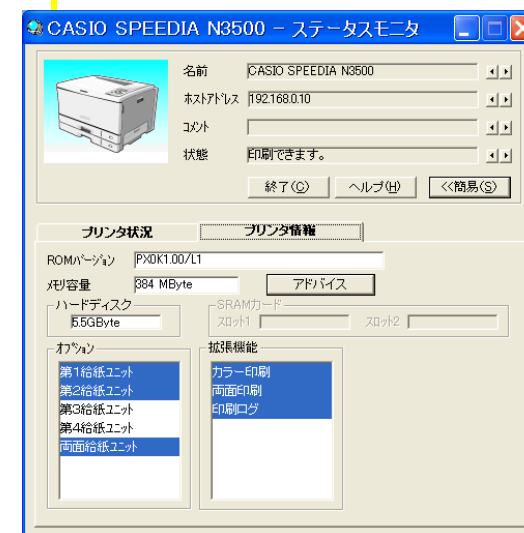 CASIO SPEEDIA N3500 － ステータスモニタ
名前 CASIO SPEEDIA N3500
ホストアドレス 192.168.0.10
コメント
状態 印刷できます。
終了(C) ヘルプ(H) <<簡易(S)
プリンタ状況 プリンタ情報
ROMバージョン PX0K1.00/L1
メモリ容量 384 MByte アドバイス
ハードディスク SRAMカード
5.5GByte スロット1 スロット2
オプション 拡張機能
第1給紙ユニット カラー印刷
第2給紙ユニット 両面印刷
第3給紙ユニット 印刷ログ
第4給紙ユニット
両面給紙ユニット